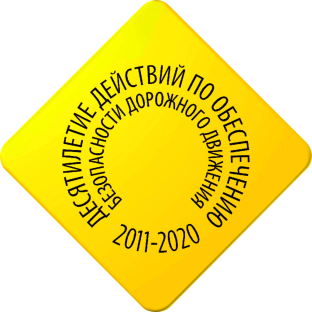 ДЕСЯТИЛЕТИЕ ДЕЙСТВИЙ ПО ОБЕСПЕЧЕНИЮ
БЕЗОПАСНОСТИ ДОРОЖНОГО ДВИЖЕНИЯ
2011-2020